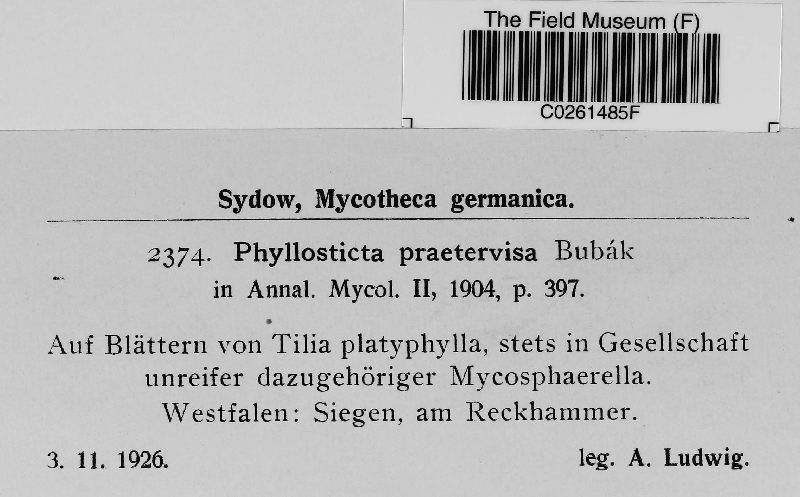 The Field Museum (F)
C0261485F
Sydow, Mycotheca germanica.
2374. Phyllosticta praetervisa Bubák
in Annal. Mycol. II, 1904, p. 397.
Auf Blättern von Tilia platyphylla, stets in Gesellschaft
unreifer dazugehöriger Mycosphaerella.
Westfalen: Siegen, am Reckhammer.
3. 11. 1926. leg. A. Ludwig.